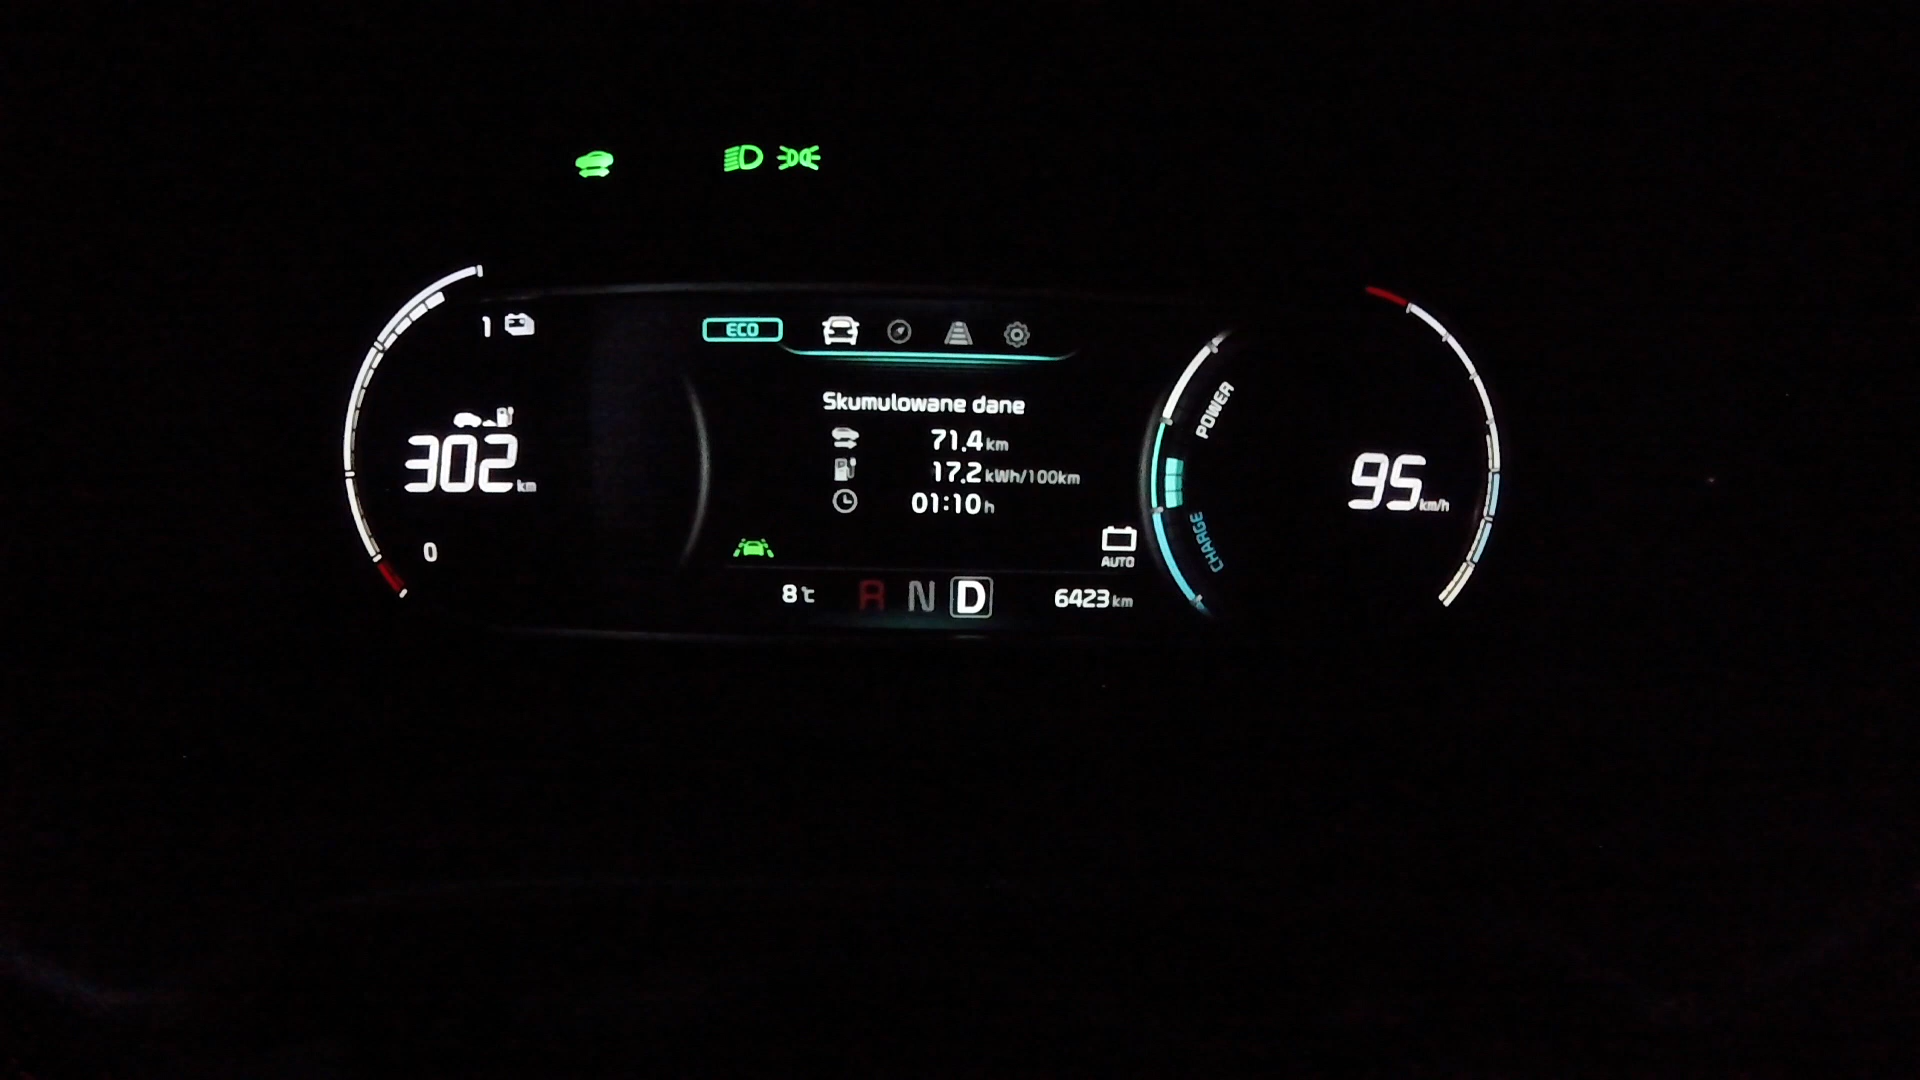 1
ECO
302 km
0
Skumulowane dane
71.4 km
17.2 kWh/100km
01:10 h
AUTO
8°C
R N D
6423 km
POWER
CHARGE
95 km/h